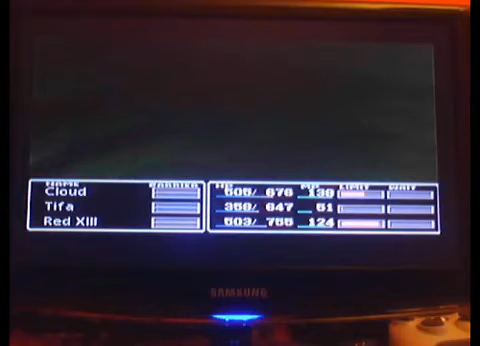 NAME BARRIER HP MP LIMIT WAIT
Cloud 505/ 676 139
Tifa 358/ 647 51
Red XIII 503/ 755 124
SAMSUNG